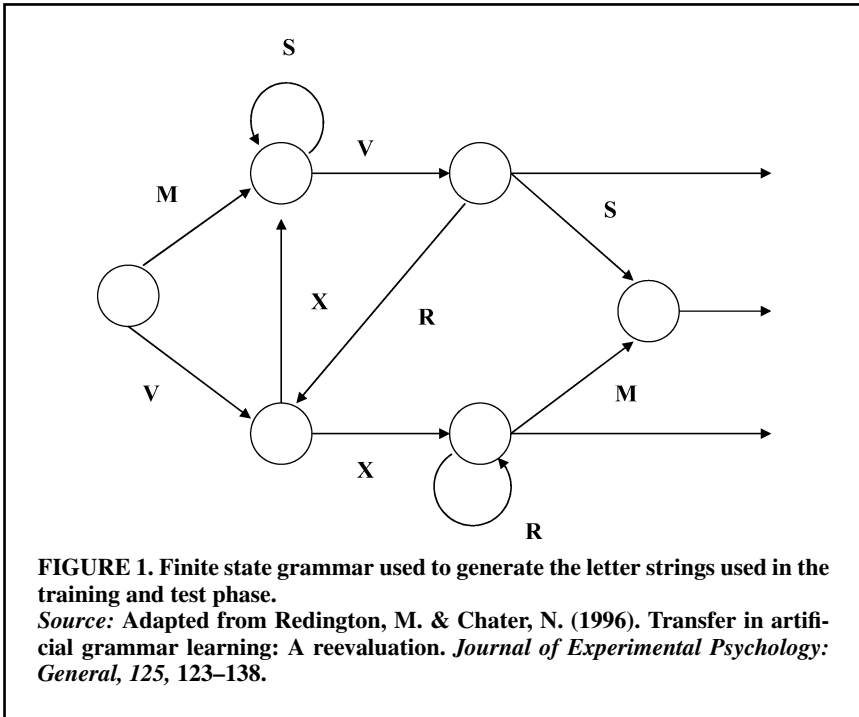 S
V
M
S
X
R
V
M
X
R
FIGURE 1. Finite state grammar used to generate the letter strings used in the
training and test phase.
Source: Adapted from Redington, M. & Chater, N. (1996). Transfer in artifi-
cial grammar learning: A reevaluation. Journal of Experimental Psychology:
General, 125, 123–138.